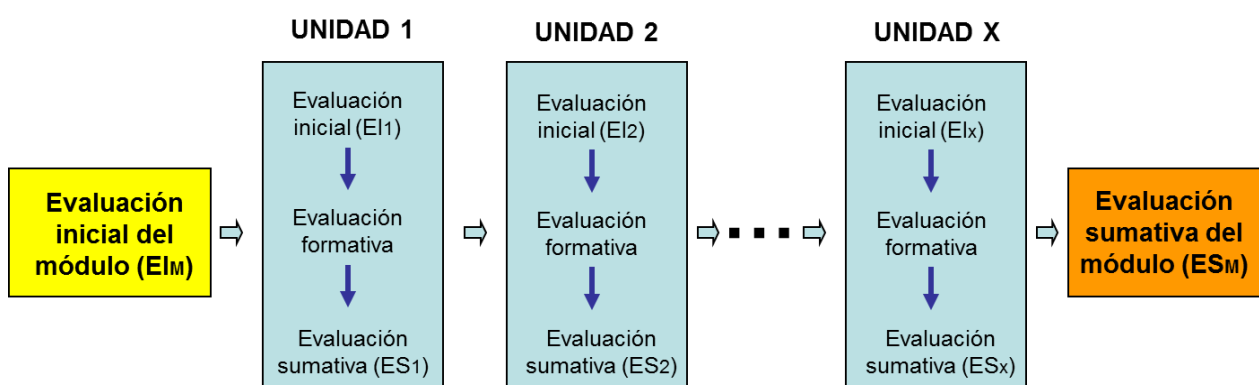 UNIDAD 1
UNIDAD 2
UNIDAD X
Evaluación
inicial del
módulo (EIM)
Evaluación
inicial (EI1)
Evaluación
formativa
Evaluación
sumativa (ES1)
Evaluación
inicial (EI2)
Evaluación
formativa
Evaluación
sumativa (ES2)
Evaluación
inicial (EIx)
Evaluación
formativa
Evaluación
sumativa (ESx)
Evaluación
sumativa del
módulo (ESM)